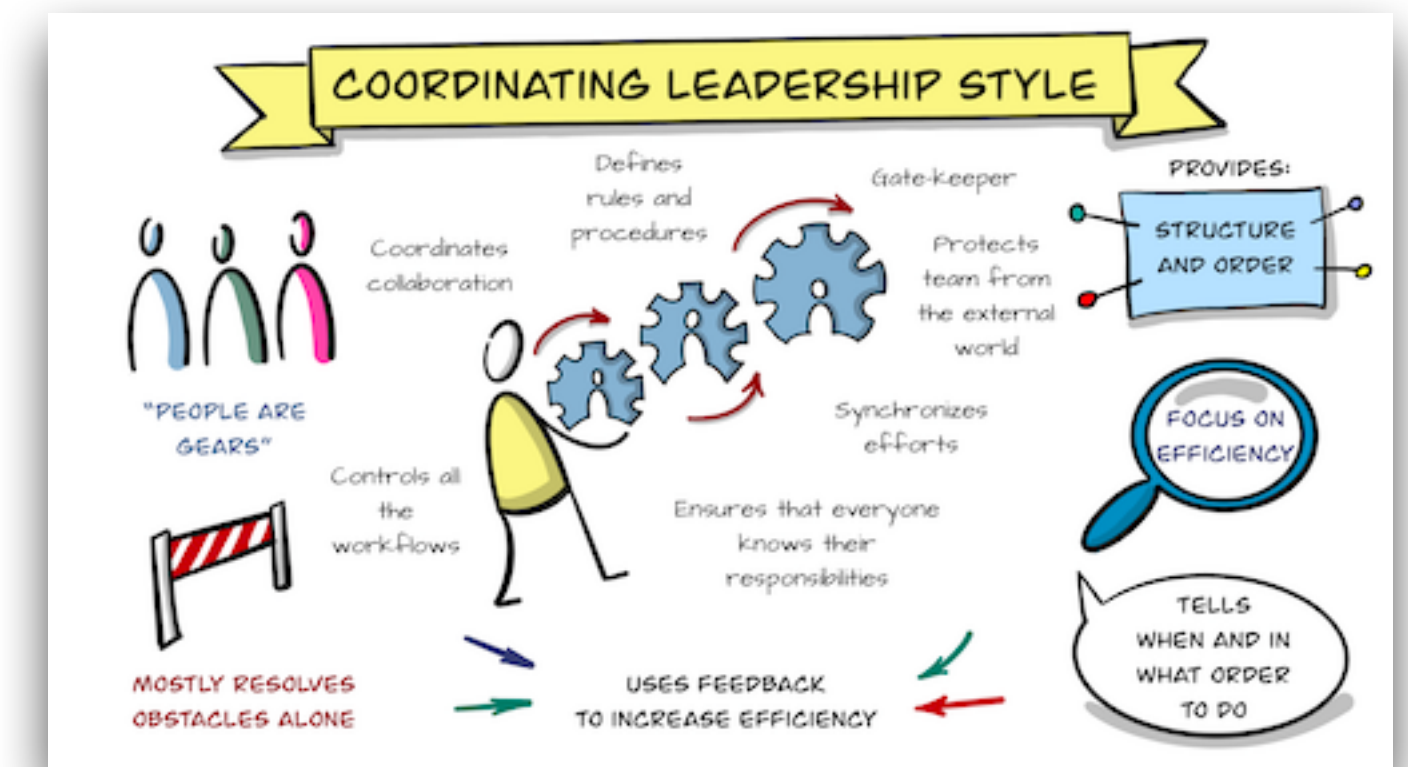 COORDINATING LEADERSHIP STYLE
Defines
rules and
procedures
Gate-keeper
PROVIDES:
STRUCTURE
AND ORDER
Coordinates
collaboration
Protects
team from
the external
world
"PEOPLE ARE
GEARS"
Synchronizes
efforts
FOCUS ON
EFFICIENCY
Controls all
the
workflows
Ensures that everyone
knows their
responsibilities
TELLS
WHEN AND IN
WHAT ORDER
TO DO
MOSTLY RESOLVES
OBSTACLES ALONE
USES FEEDBACK
TO INCREASE EFFICIENCY